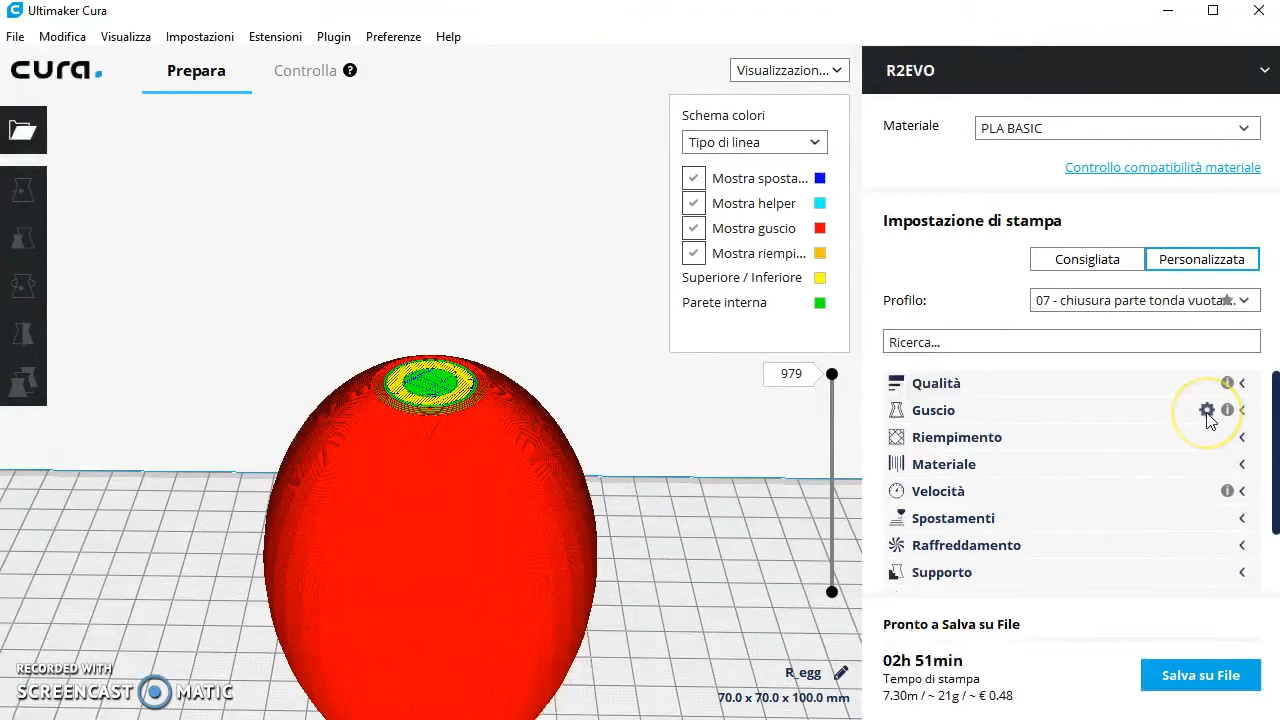 Ultimaker Cura
File Modifica Visualizza Impostazioni Estensioni Plugin Preferenze Help
cura.
Prepara
Controlla ?
Visualizzazion...
Schema colori
Tipo di linea
Mostra sposta...
Mostra helper
Mostra guscio
Mostra riempi...
Superiore / Inferiore
Parete interna
979
R_egg
70.0 x 70.0 x 100.0 mm
RECORDED WITH
SCREENCAST MATIC
R2EVO
Materiale PLA BASIC
Controllo compatibilità materiale
Impostazione di stampa
Consigliata Personalizzata
Profilo: 07 - chiusura parte tonda vuota...
Ricerca...
Qualità
Guscio
Riempimento
Materiale
Velocità
Spostamenti
Raffreddamento
Supporto
Pronto a Salva su File
02h 51min
Tempo di stampa
7.30m / ~ 21g / ~ € 0.48
Salva su File